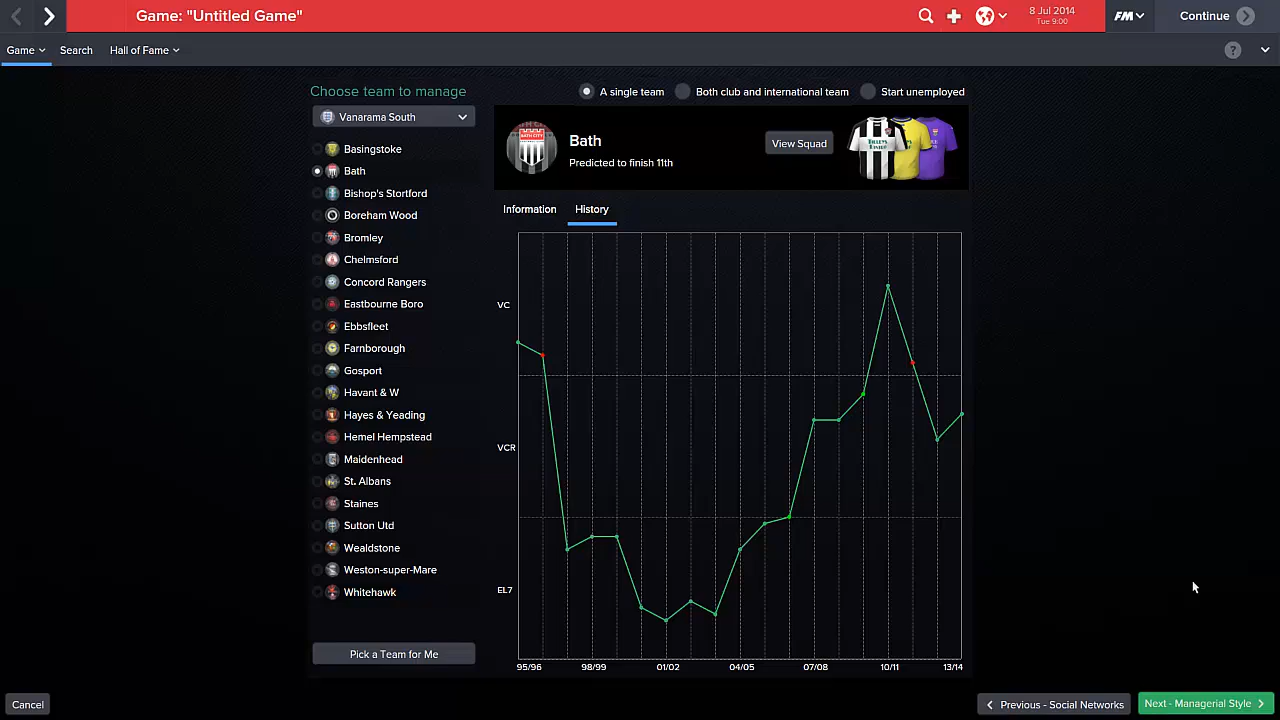 Game: "Untitled Game"
8 Jul 2014
Tue 9:00
FM
Continue
Game
Search
Hall of Fame
?
Choose team to manage
A single team
Both club and international team
Start unemployed
Vanarama South
Basingstoke
Bath
Bishop's Stortford
Boreham Wood
Bromley
Chelmsford
Concord Rangers
Eastbourne Boro
Ebbsfleet
Farnborough
Gosport
Havant & W
Hayes & Yeading
Hemel Hempstead
Maidenhead
St. Albans
Staines
Sutton Utd
Wealdstone
Weston-super-Mare
Whitehawk
Pick a Team for Me
BATH CITY
Bath
Predicted to finish 11th
View Squad
Information
History
VC
VCR
EL7
95/96
98/99
01/02
04/05
07/08
10/11
13/14
Cancel
Previous - Social Networks
Next - Managerial Style